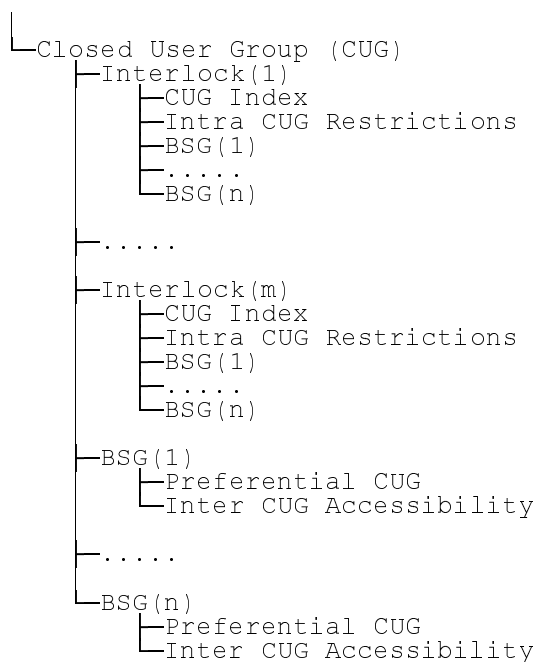 Closed User Group (CUG)
Interlock(1)
CUG Index
Intra CUG Restrictions
BSG(1)
.....
BSG(n)
.....
Interlock(m)
CUG Index
Intra CUG Restrictions
BSG(1)
.....
BSG(n)
BSG(1)
Preferential CUG
Inter CUG Accessibility
.....
BSG(n)
Preferential CUG
Inter CUG Accessibility